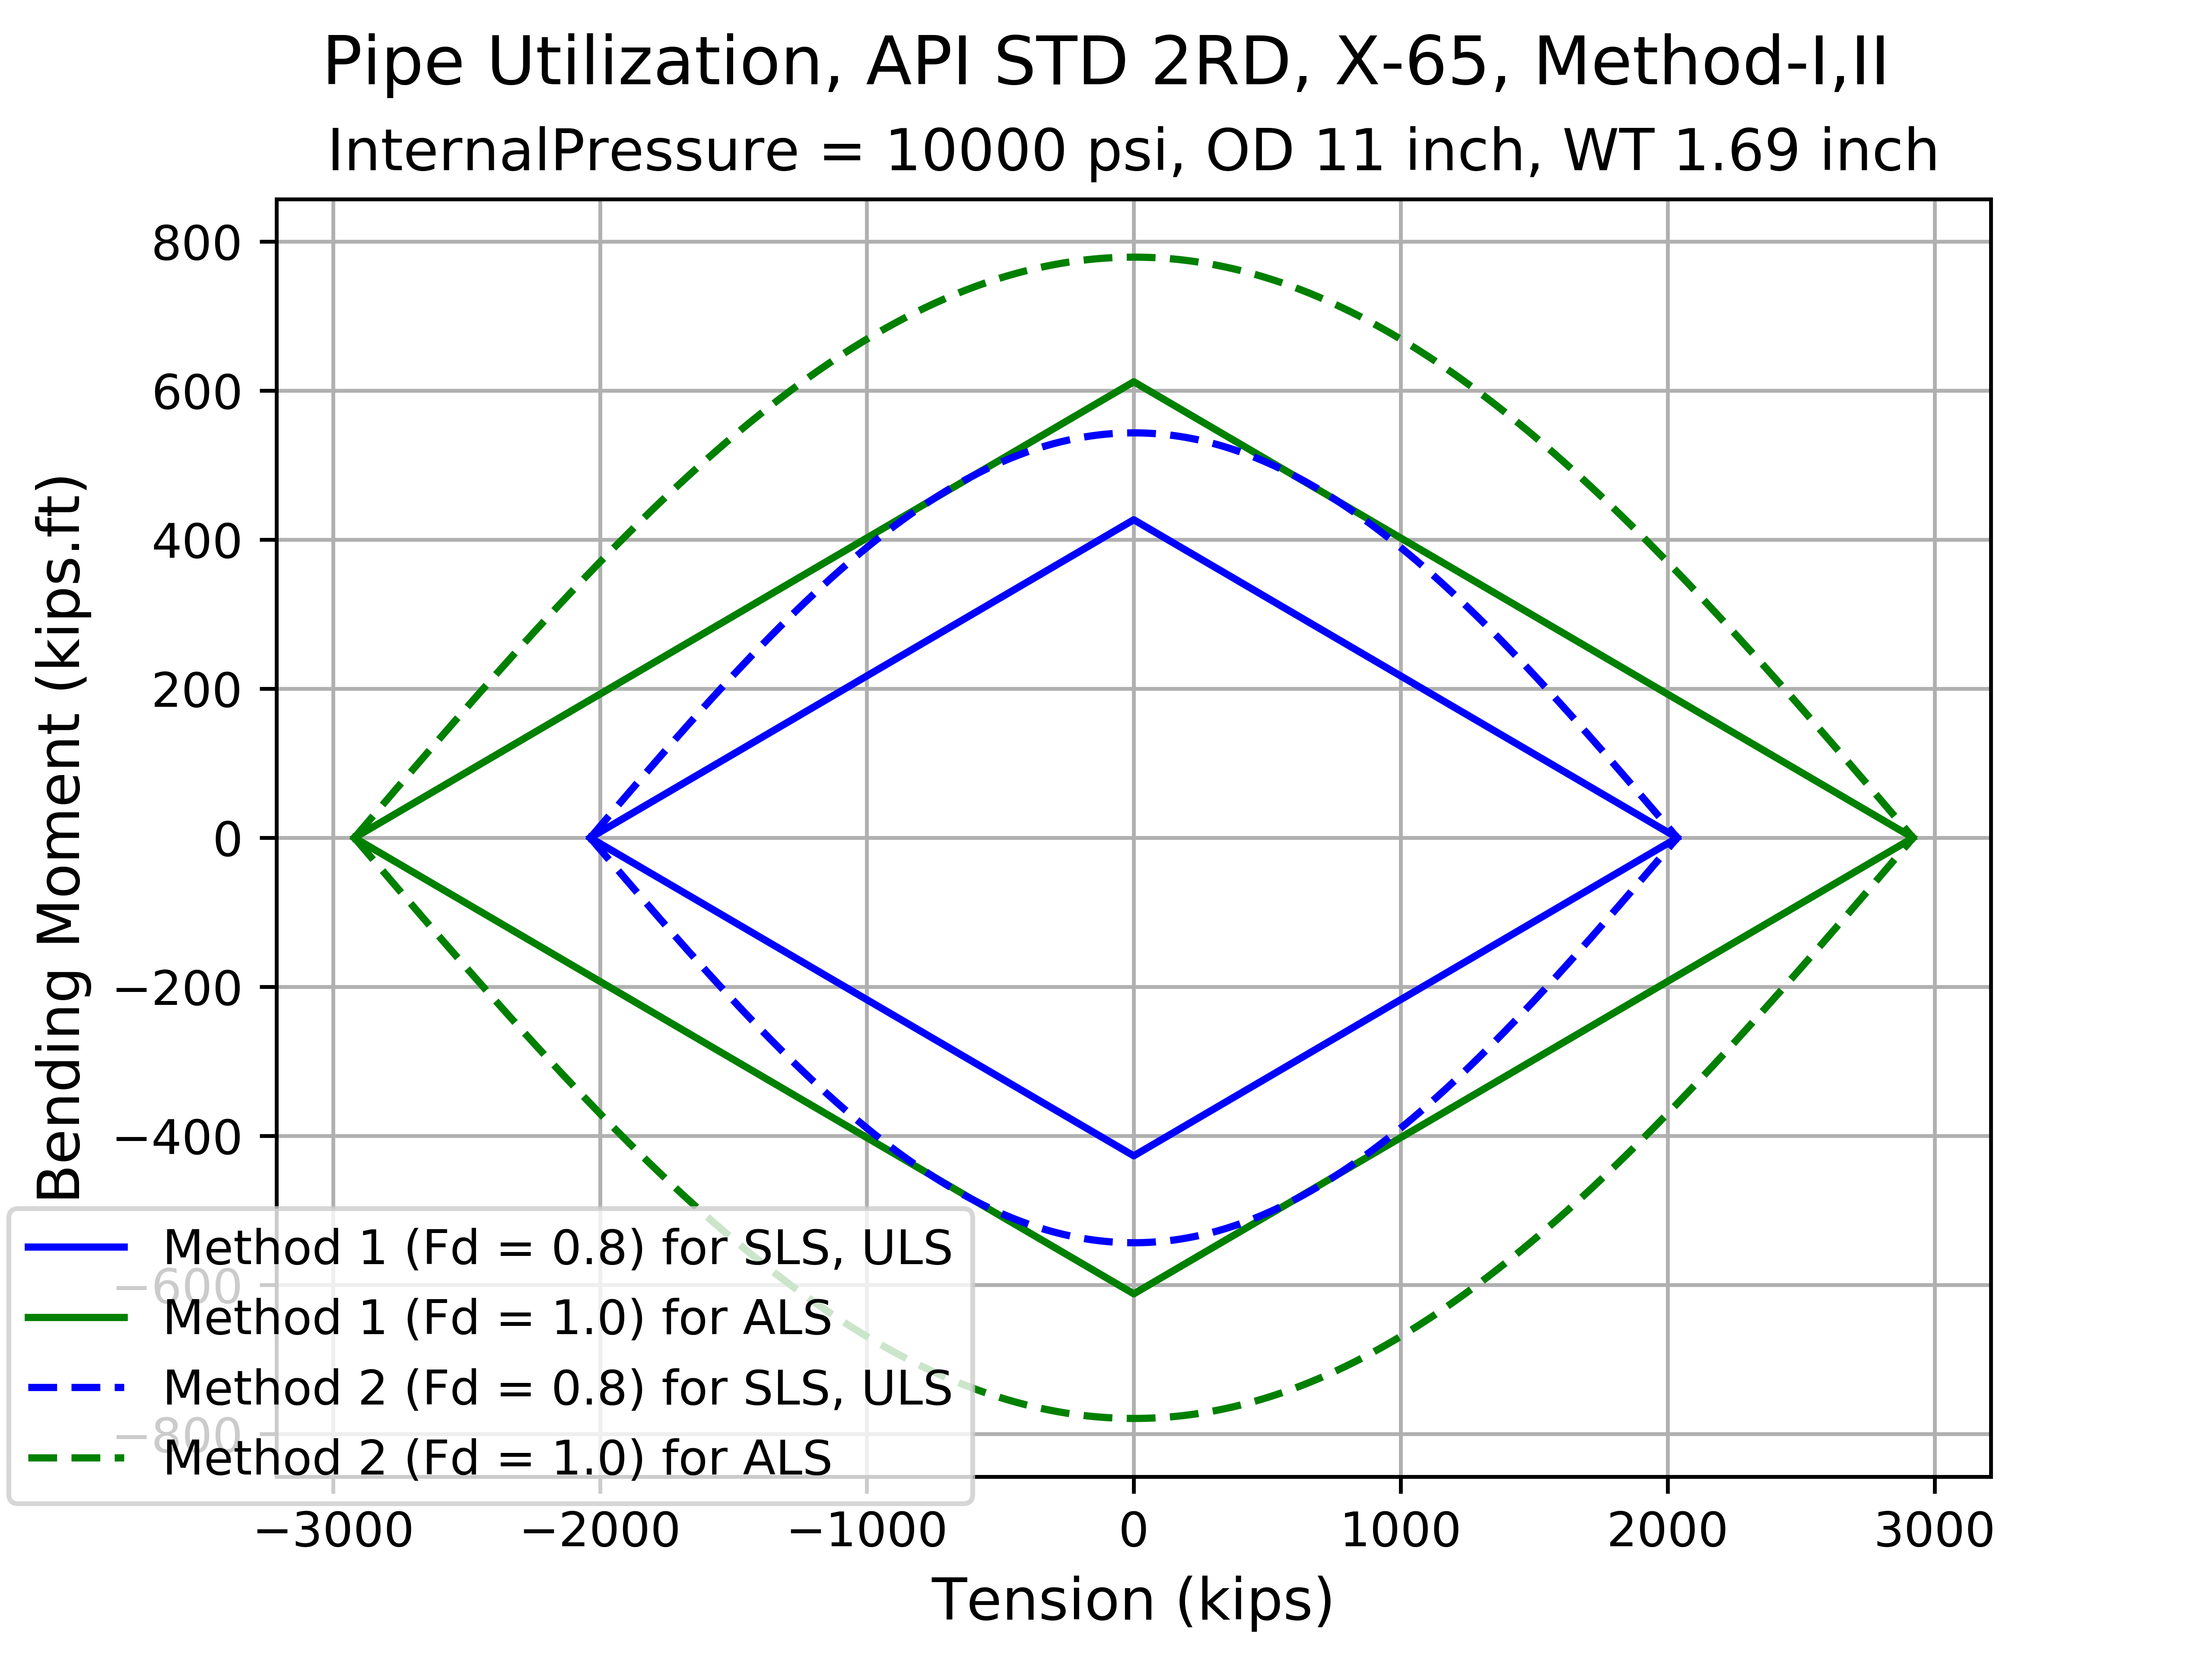 Pipe Utilization, API STD 2RD, X-65, Method-I,II
InternalPressure = 10000 psi, OD 11 inch, WT 1.69 inch
Bending Moment (kips.ft)
800
600
400
200
0
−200
−400
−600
−800
Method 1 (Fd = 0.8) for SLS, ULS
Method 1 (Fd = 1.0) for ALS
Method 2 (Fd = 0.8) for SLS, ULS
Method 2 (Fd = 1.0) for ALS
−3000 −2000 −1000 0 1000 2000 3000
Tension (kips)